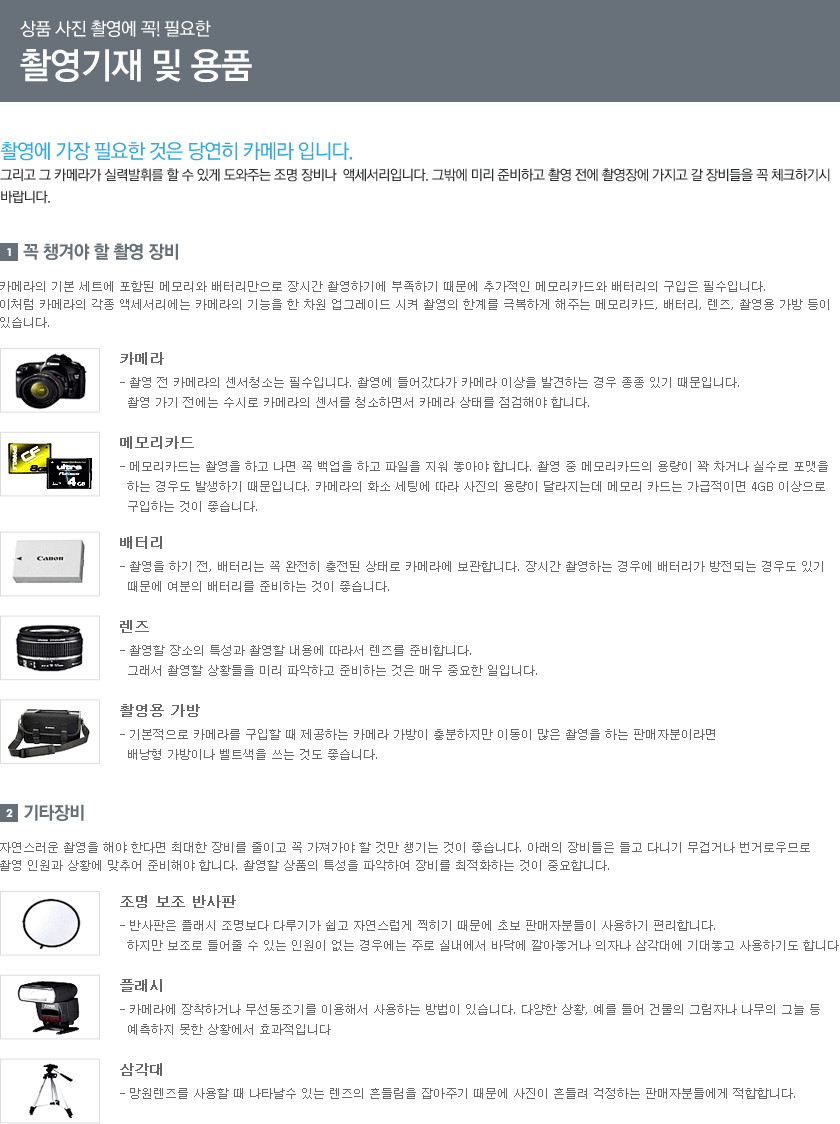 상품 사진 촬영에 꼭! 필요한
촬영기재 및 용품
촬영에 가장 필요한 것은 당연히 카메라 입니다.
그리고 그 카메라가 실력발휘를 할 수 있게 도와주는 조명 장비나 액세서리입니다. 그밖에 미리 준비하고 촬영 전에 촬영장에 가지고 갈 장비들을 꼭 체크하기시
바랍니다.
1 꼭 챙겨야 할 촬영 장비
카메라의 기본 세트에 포함된 메모리와 배터리만으로 장시간 촬영하기에 부족하기 때문에 추가적인 메모리카드와 배터리의 구입은 필수입니다.
이처럼 카메라의 각종 액세서리에는 카메라의 기능을 한 차원 업그레이드 시켜 촬영의 한계를 극복하게 해주는 메모리카드, 배터리, 렌즈, 촬영용 가방 등이
있습니다.
카메라
- 촬영 전 카메라의 센서청소는 필수입니다. 촬영에 들어갔다가 카메라 이상을 발견하는 경우 종종 있기 때문입니다.
촬영 가기 전에는 수시로 카메라의 센서를 청소하면서 카메라 상태를 점검해야 합니다.
CF
8GB
ultra
Platinum
4GB
메모리카드
- 메모리카드는 촬영을 하고 나면 꼭 백업을 하고 파일을 지워 놓아야 합니다. 촬영 중 메모리카드의 용량이 꽉 차거나 실수로 포맷을
하는 경우도 발생하기 때문입니다. 카메라의 화소 세팅에 따라 사진의 용량이 달라지는데 메모리 카드는 가급적이면 4GB 이상으로
구입하는 것이 좋습니다.
Canon
배터리
- 촬영을 하기 전, 배터리는 꼭 완전히 충전된 상태로 카메라에 보관합니다. 장시간 촬영하는 경우에 배터리가 방전되는 경우도 있기
때문에 여분의 배터리를 준비하는 것이 좋습니다.
렌즈
- 촬영할 장소의 특성과 촬영할 내용에 따라서 렌즈를 준비합니다.
그래서 촬영할 상황들을 미리 파악하고 준비하는 것은 매우 중요한 일입니다.
촬영용 가방
- 기본적으로 카메라를 구입할 때 제공하는 카메라 가방이 충분하지만 이동이 많은 촬영을 하는 판매자분이라면
배낭형 가방이나 벨트색을 쓰는 것도 좋습니다.
2 기타장비
자연스러운 촬영을 해야 한다면 최대한 장비를 줄이고 꼭 가져가야 할 것만 챙기는 것이 좋습니다. 아래의 장비들은 들고 다니기 무겁거나 번거로우므로
촬영 인원과 상황에 맞추어 준비해야 합니다. 촬영할 상품의 특성을 파악하여 장비를 최적화하는 것이 중요합니다.
조명 보조 반사판
- 반사판은 플래시 조명보다 다루기가 쉽고 자연스럽게 찍히기 때문에 초보 판매자분들이 사용하기 편리합니다.
하지만 보조로 들어줄 수 있는 인원이 없는 경우에는 주로 실내에서 바닥에 깔아놓거나 의자나 삼각대에 기대놓고 사용하기도 합니다
플래시
- 카메라에 장착하거나 무선동조기를 이용해서 사용하는 방법이 있습니다. 다양한 상황, 예를 들어 건물의 그림자나 나무의 그늘 등
예측하지 못한 상황에서 효과적입니다
삼각대
- 망원렌즈를 사용할 때 나타날수 있는 렌즈의 흔들림을 잡아주기 때문에 사진이 흔들려 걱정하는 판매자분들에게 적합합니다.